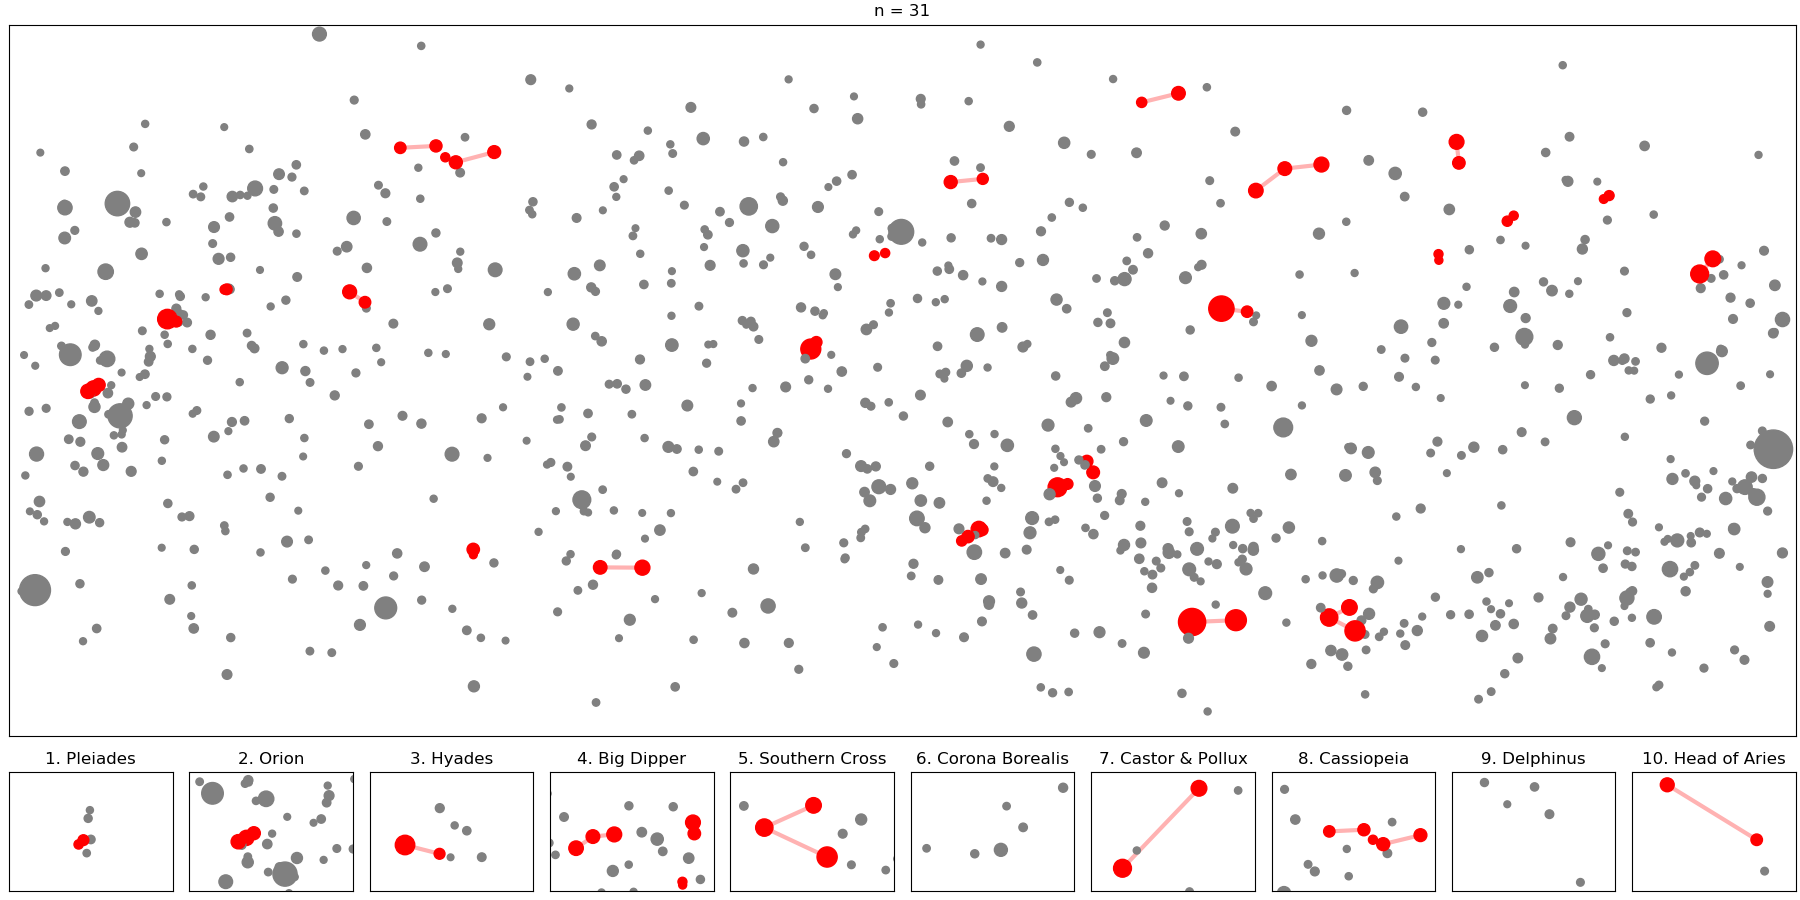 n = 31
1. Pleiades
2. Orion
3. Hyades
4. Big Dipper
5. Southern Cross
6. Corona Borealis
7. Castor & Pollux
8. Cassiopeia
9. Delphinus
10. Head of Aries